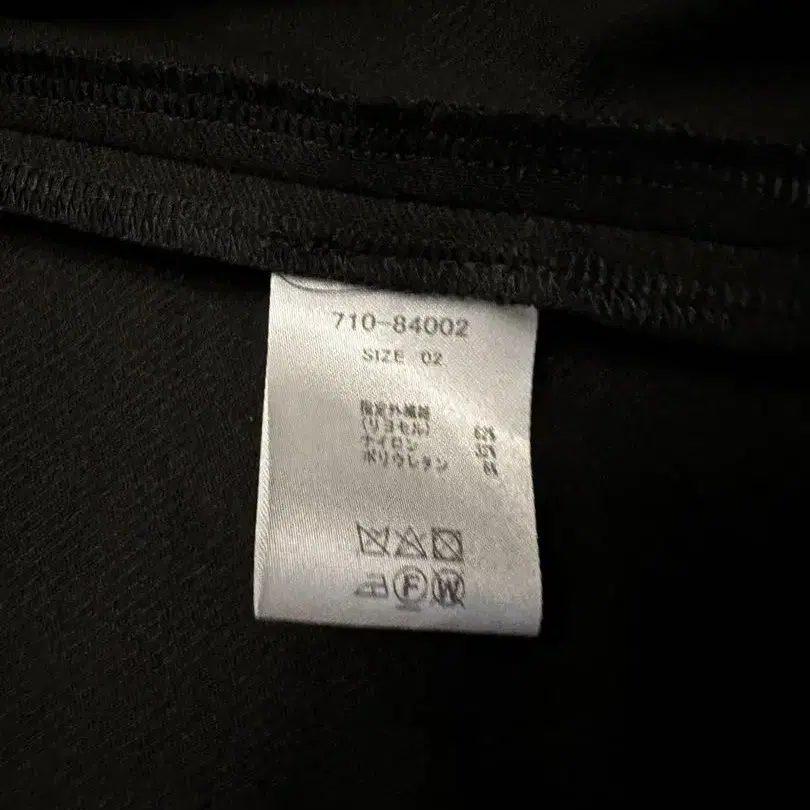 710-84002
SIZE 02
指定外繊維
(リヨセル)
ナイロン
ポリウレタン
F
W